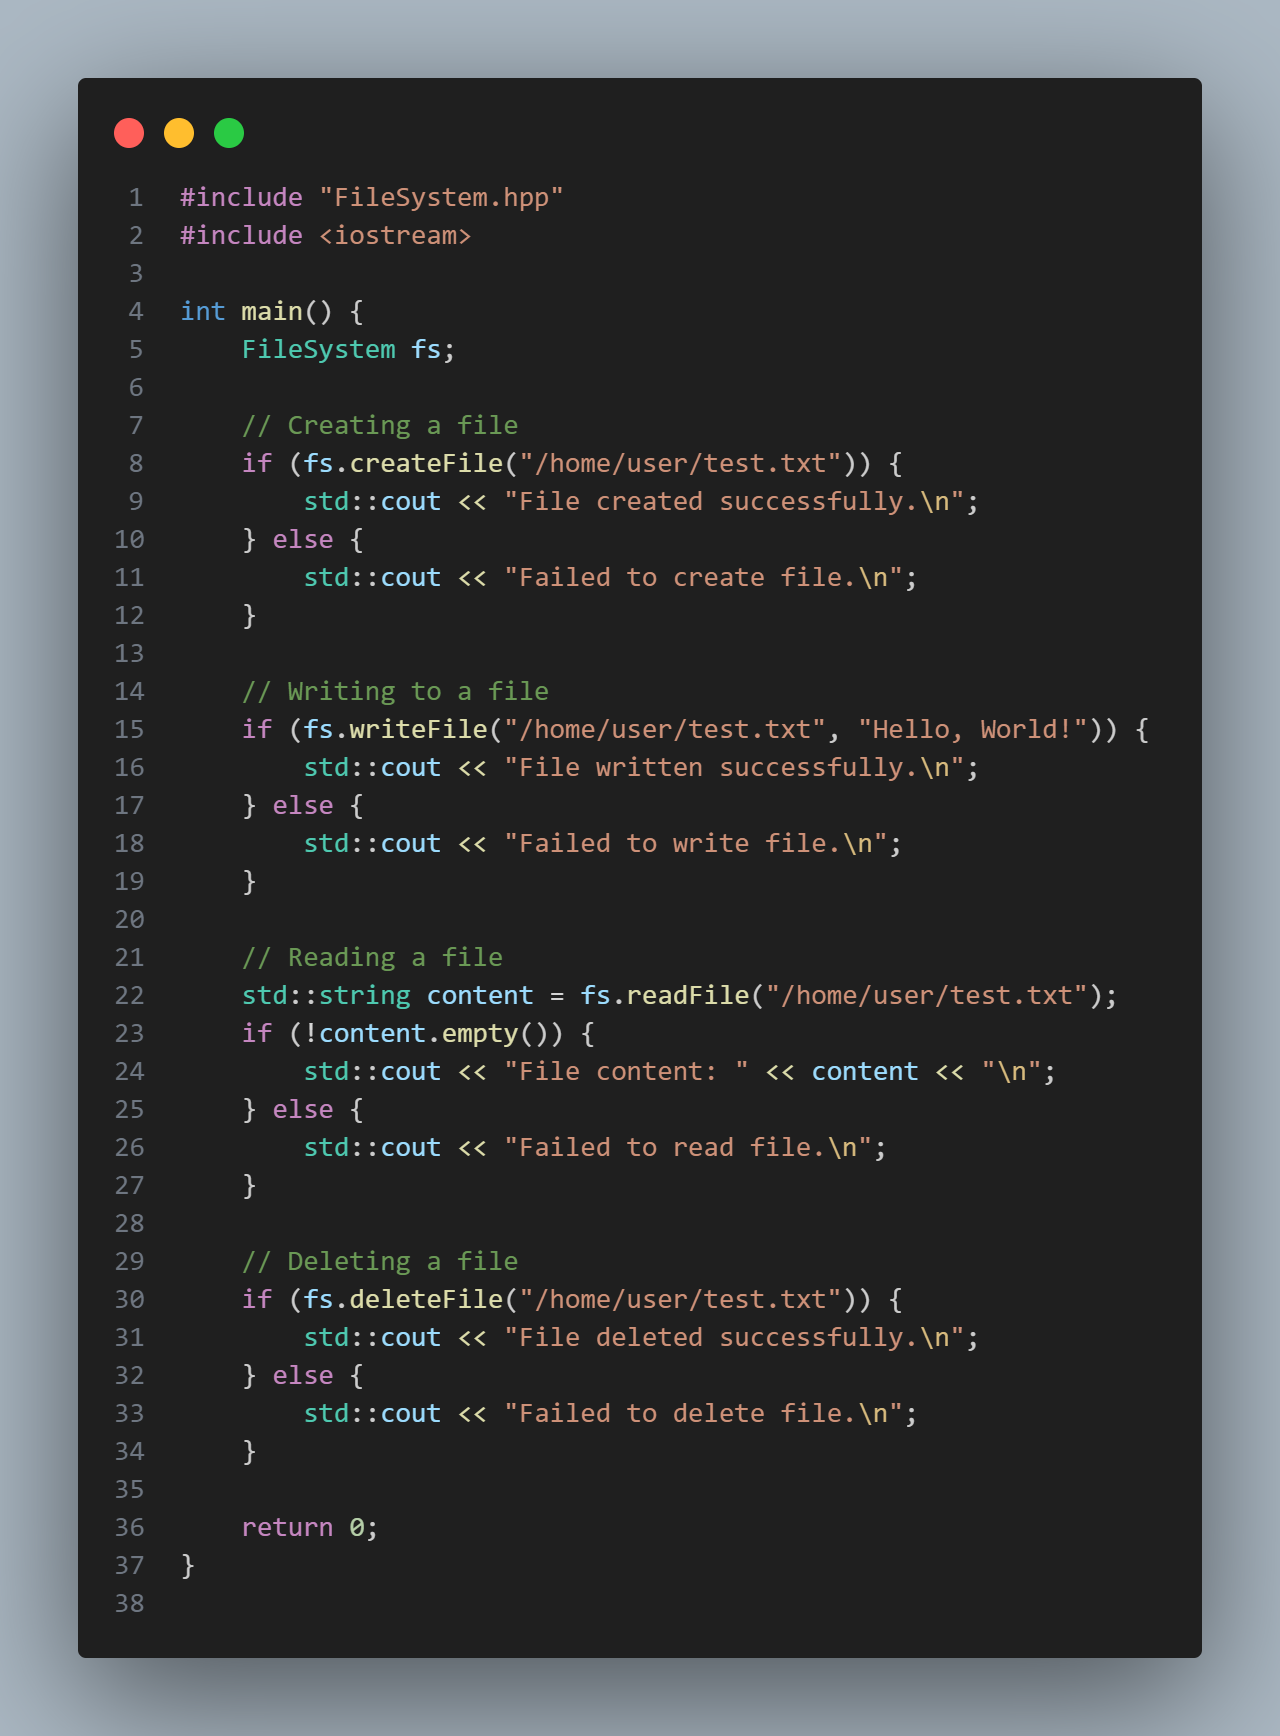 1 #include "FileSystem.hpp"
2 #include <iostream>
3
4 int main() {
5     FileSystem fs;
6
7     // Creating a file
8     if (fs.createFile("/home/user/test.txt")) {
9         std::cout << "File created successfully.\n";
10     } else {
11         std::cout << "Failed to create file.\n";
12     }
13
14     // Writing to a file
15     if (fs.writeFile("/home/user/test.txt", "Hello, World!")) {
16         std::cout << "File written successfully.\n";
17     } else {
18         std::cout << "Failed to write file.\n";
19     }
20
21     // Reading a file
22     std::string content = fs.readFile("/home/user/test.txt");
23     if (!content.empty()) {
24         std::cout << "File content: " << content << "\n";
25     } else {
26         std::cout << "Failed to read file.\n";
27     }
28
29     // Deleting a file
30     if (fs.deleteFile("/home/user/test.txt")) {
31         std::cout << "File deleted successfully.\n";
32     } else {
33         std::cout << "Failed to delete file.\n";
34     }
35
36     return 0;
37 }
38